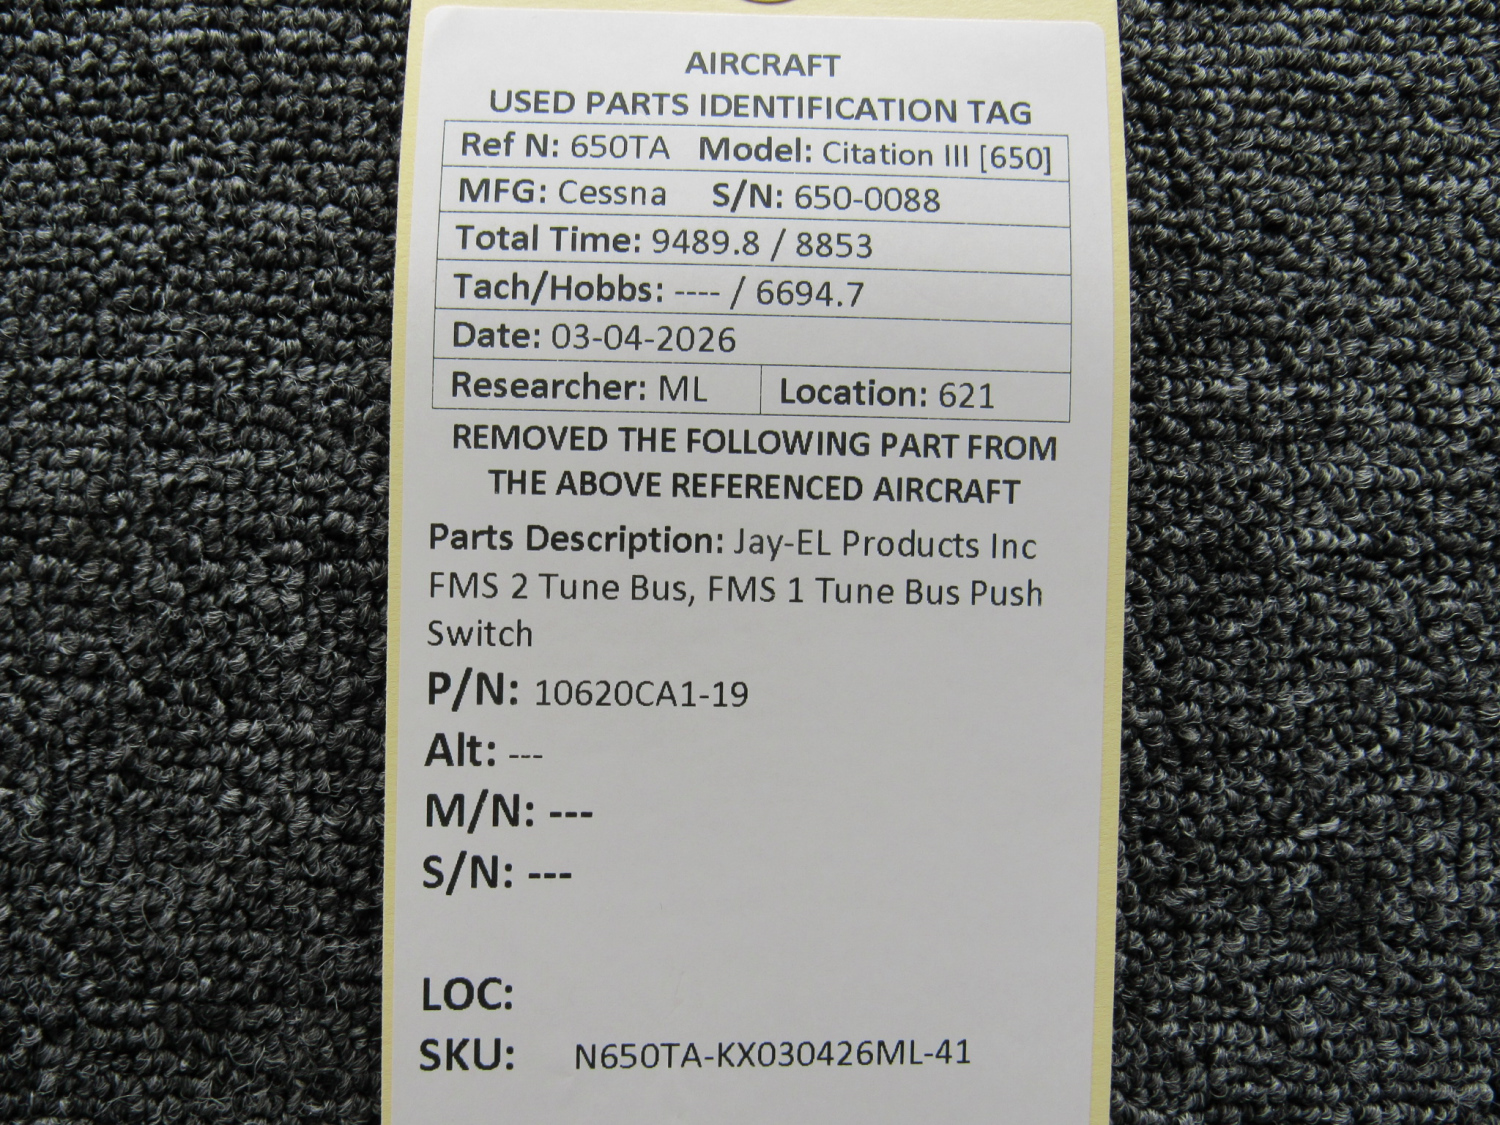 AIRCRAFT
USED PARTS IDENTIFICATION TAG
Ref N: 650TA Model: Citation III [650]
MFG: Cessna S/N: 650-0088
Total Time: 9489.8 / 8853
Tach/Hobbs: ---- / 6694.7
Date: 03-04-2026
Researcher: ML Location: 621
REMOVED THE FOLLOWING PART FROM
THE ABOVE REFERENCED AIRCRAFT
Parts Description: Jay-EL Products Inc
FMS 2 Tune Bus, FMS 1 Tune Bus Push
Switch
P/N: 10620CA1-19
Alt: ---
M/N: ---
S/N: ---
LOC:
SKU: N650TA-KX030426ML-41